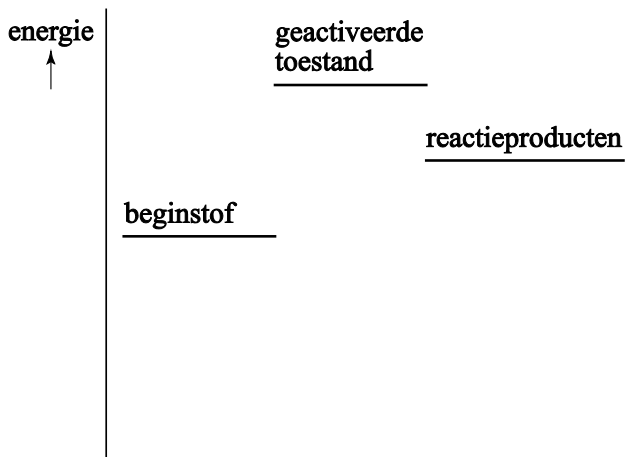 energie
geactiveerde
toestand
reactieproducten
beginstof